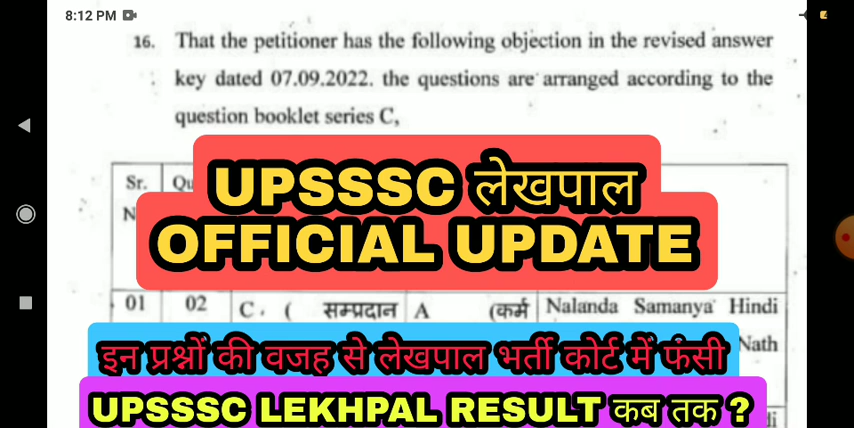 8:12 PM
16. That the petitioner has the following objection in the revised answer
key dated 07.09.2022. the questions are arranged according to the
question booklet series C,
Sr.
UPSSSC लेखपाल
OFFICIAL UPDATE
01 02 C. ( सम्प्रदान A (कर्म Nalanda Samanya Hindi
Nath
इन प्रश्नों की वजह से लेखपाल भर्ती कोर्ट में फंसी
UPSSSC LEKHPAL RESULT कब तक ?